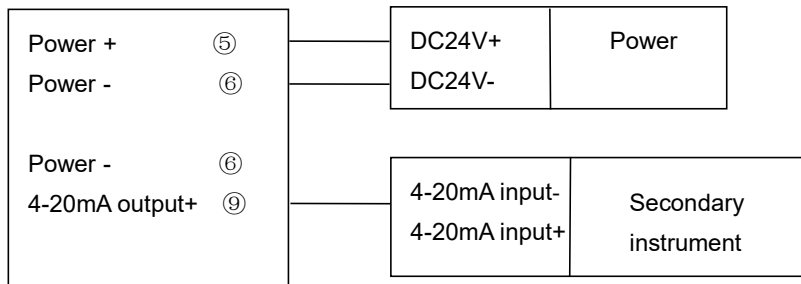 Power + ⑤ DC24V+ Power
Power - ⑥ DC24V-
Power - ⑥
4-20mA output+ ⑨ 4-20mA input-
4-20mA input+
Secondary
instrument